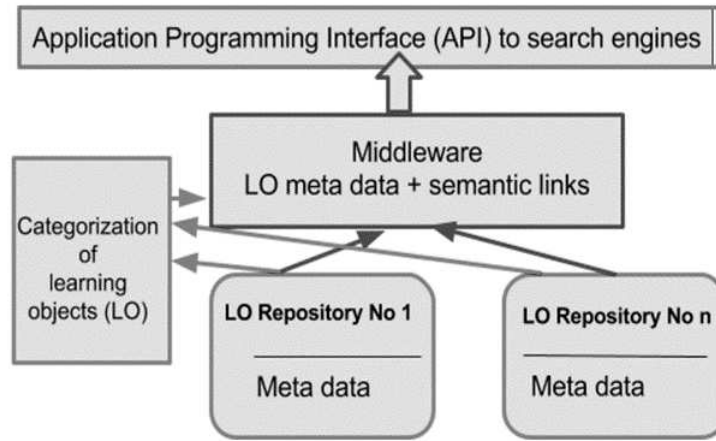 Application Programming Interface (API) to search engines
Middleware
LO meta data + semantic links
Categorization
of
learning
objects (LO)
LO Repository No 1
Meta data
LO Repository No n
Meta data